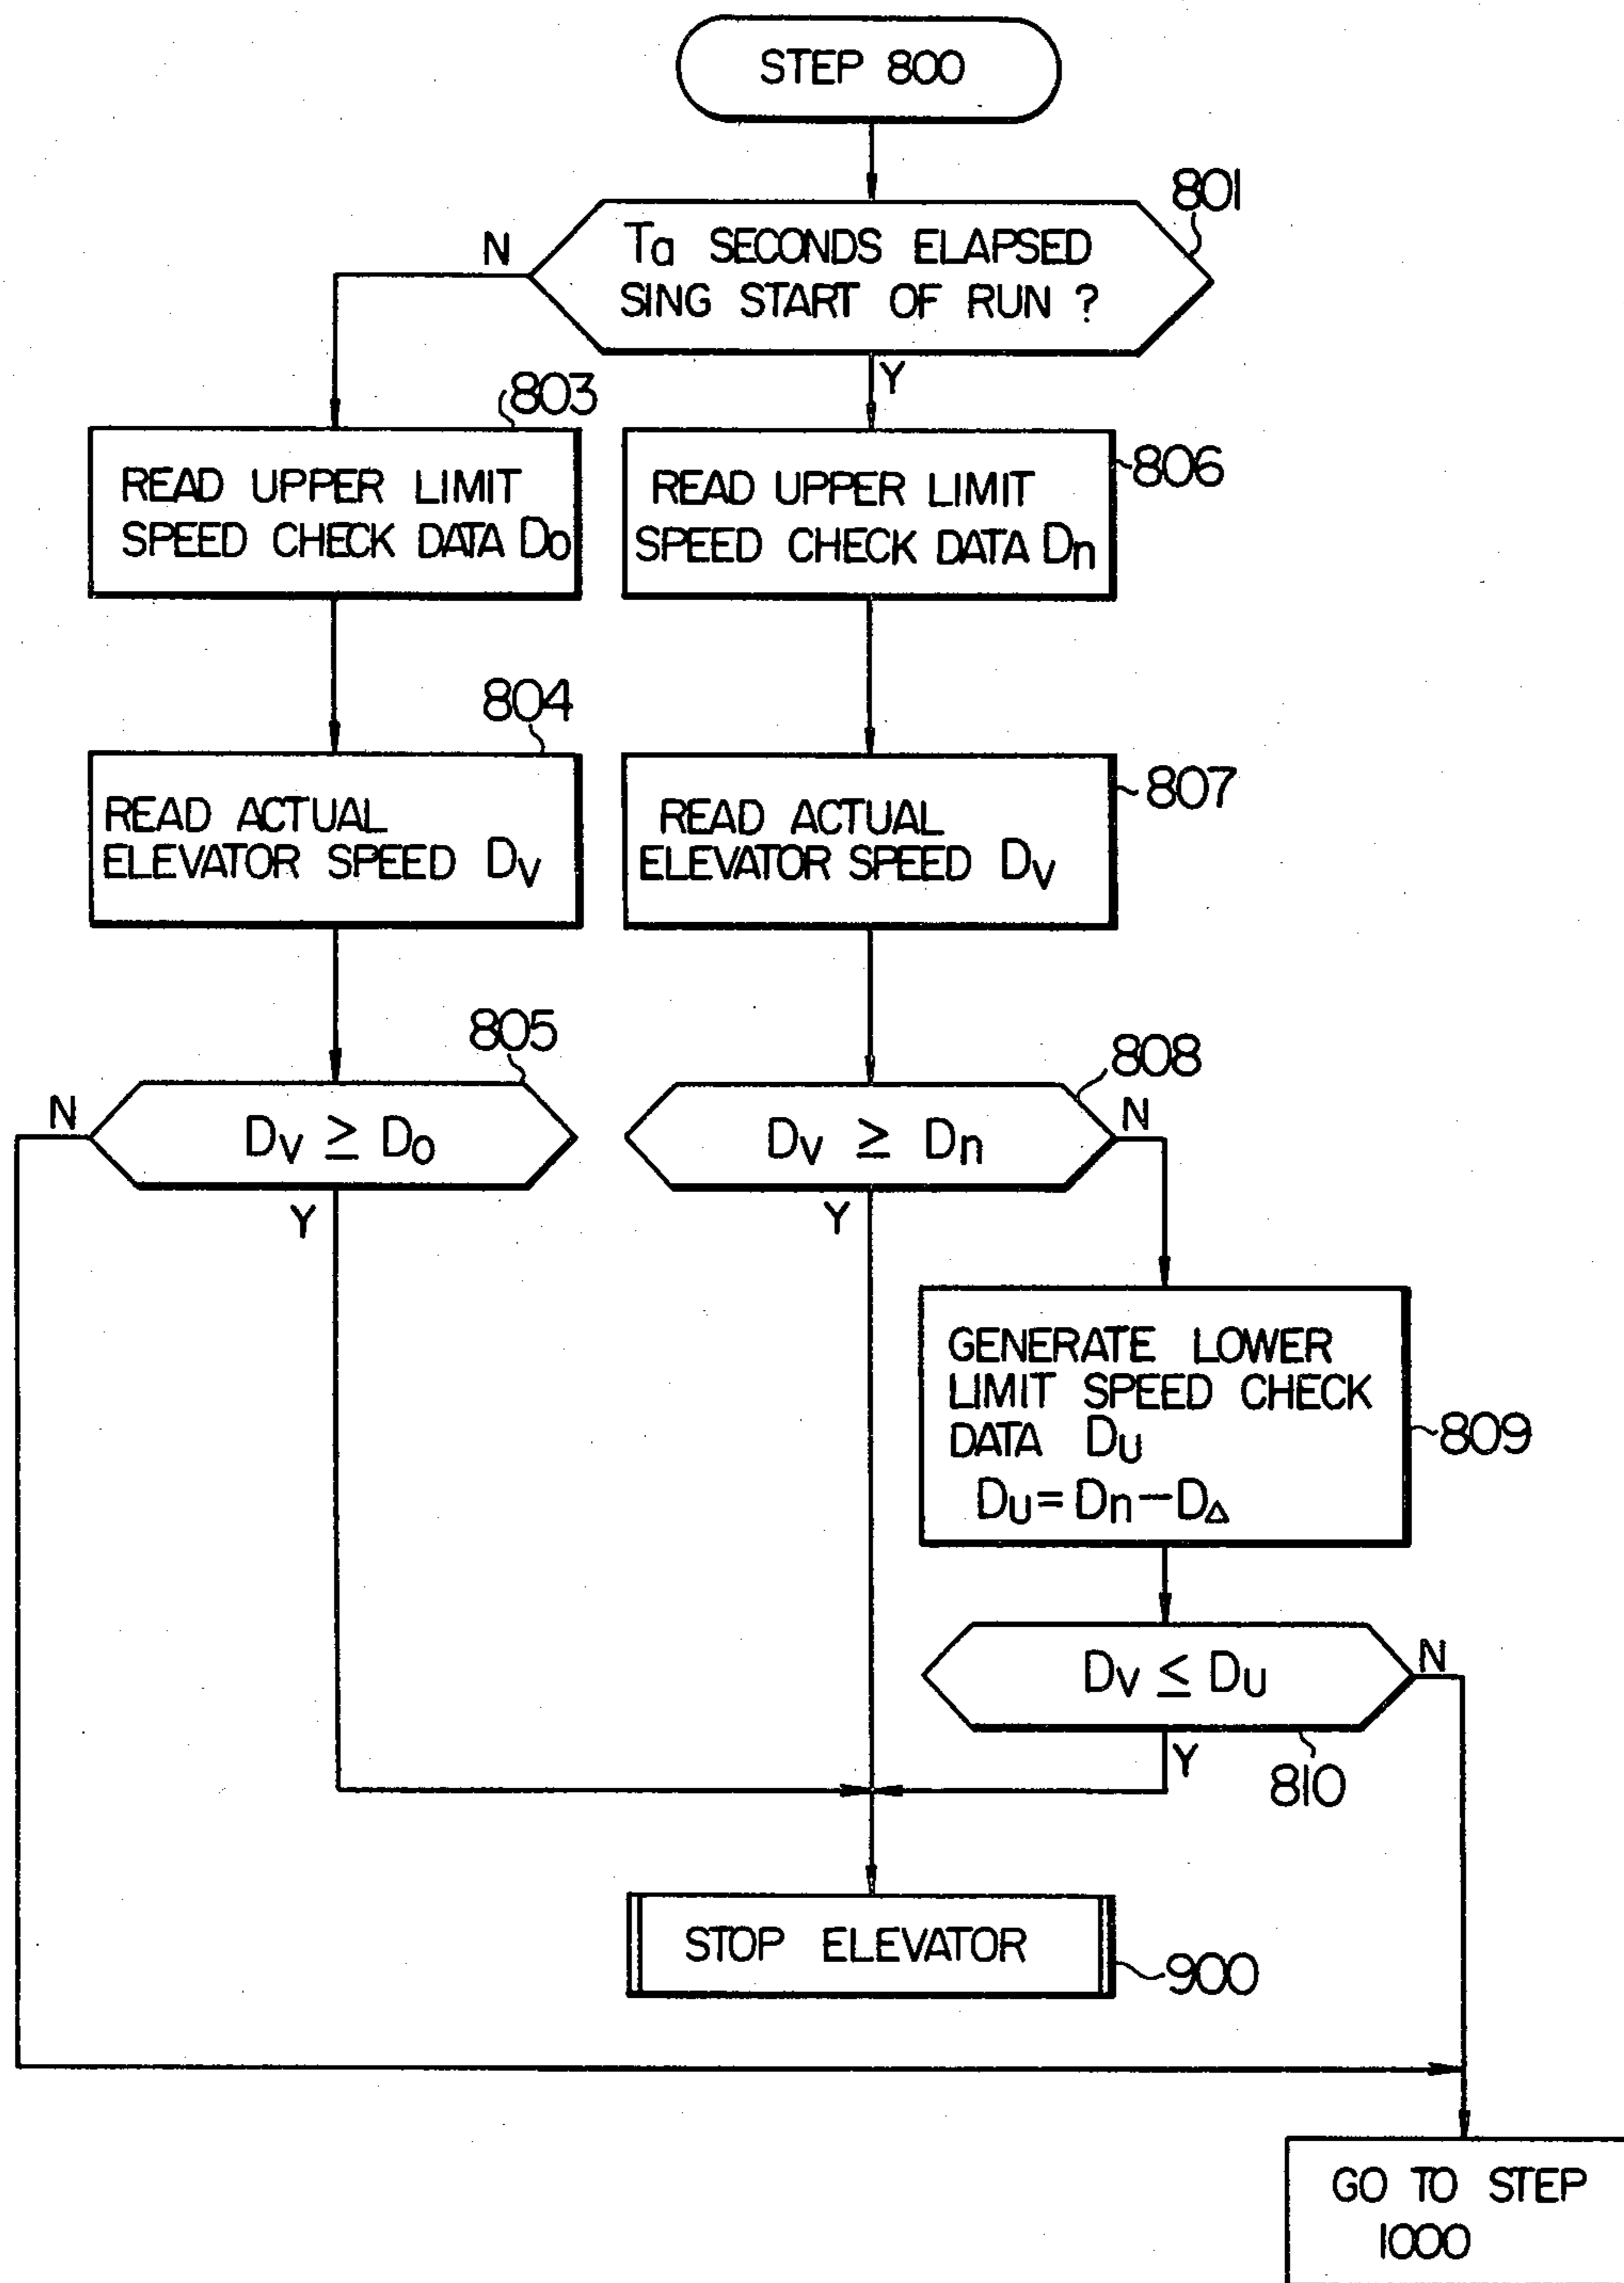 STEP 800
801
N
Ta SECONDS ELAPSED
SING START OF RUN ?
Y
803
READ UPPER LIMIT
SPEED CHECK DATA Do
806
READ UPPER LIMIT
SPEED CHECK DATA Dn
804
READ ACTUAL
ELEVATOR SPEED Dv
807
READ ACTUAL
ELEVATOR SPEED Dv
805
N
Dv ≥ Do
Y
808
N
Dv ≥ Dn
Y
GENERATE LOWER
LIMIT SPEED CHECK
DATA DU
DU = Dn - DΔ
809
Dv ≤ DU
N
Y
810
STOP ELEVATOR
900
GO TO STEP
1000